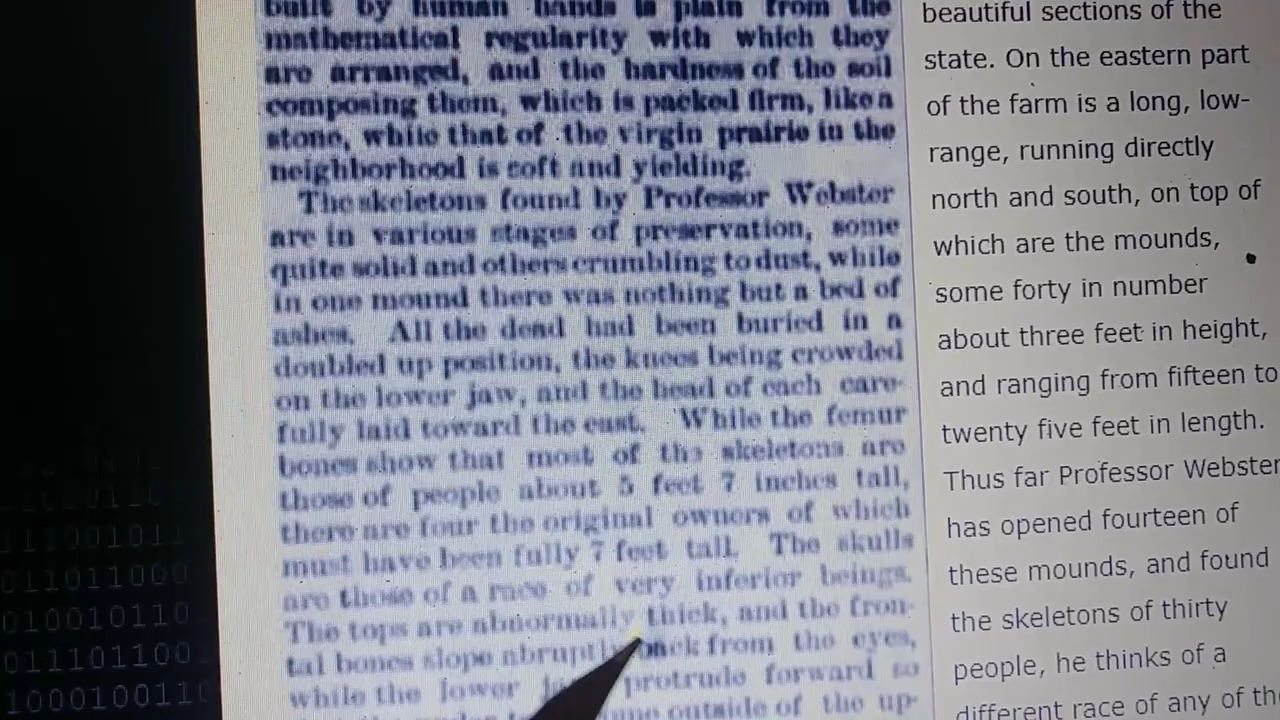 built by human hands is plain from the
mathematical regularity with which they
are arranged, and the hardness of the soil
composing them, which is packed firm, like a
stone, while that of the virgin prairie in the
neighborhood is soft and yielding.
The skeletons found by Professor Webster
are in various stages of preservation, some
quite solid and others crumbling to dust, while
in one mound there was nothing but a bed of
ashes. All the dead had been buried in a
doubled up position, the knees being crowded
on the lower jaw, and the head of each care-
fully laid toward the east. While the femur
bones show that most of the skeletons are
those of people about 5 feet 7 inches tall,
there are four the original owners of which
must have been fully 7 feet tall. The skulls
are those of a race of very inferior beings.
The tops are abnormally thick, and the fron-
tal bones slope abruptly back from the eyes,
while the lower protrude forward so
outside of the up-
beautiful sections of the
state. On the eastern part
of the farm is a long, low-
range, running directly
north and south, on top of
which are the mounds,
some forty in number
about three feet in height,
and ranging from fifteen to
twenty five feet in length.
Thus far Professor Webster
has opened fourteen of
these mounds, and found
the skeletons of thirty
people, he thinks of a
different race of any of the
111001011
011011000
010010110
011101100
1000100110